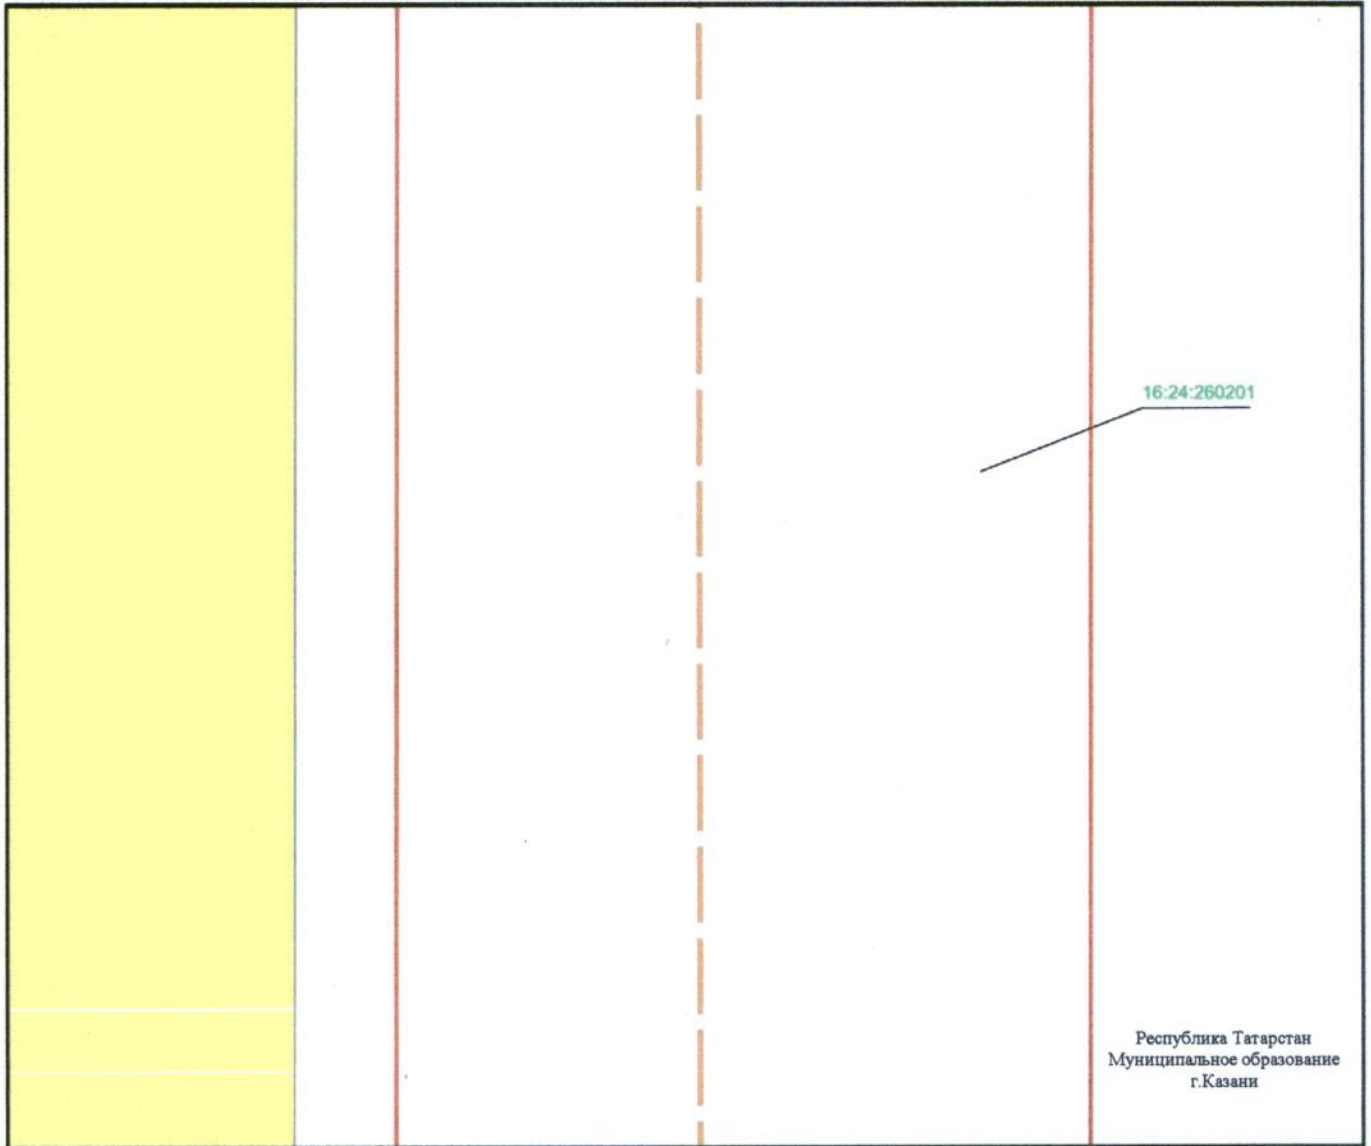 16:24:260201
Республика Татарстан
Муниципальное образование
г.Казани